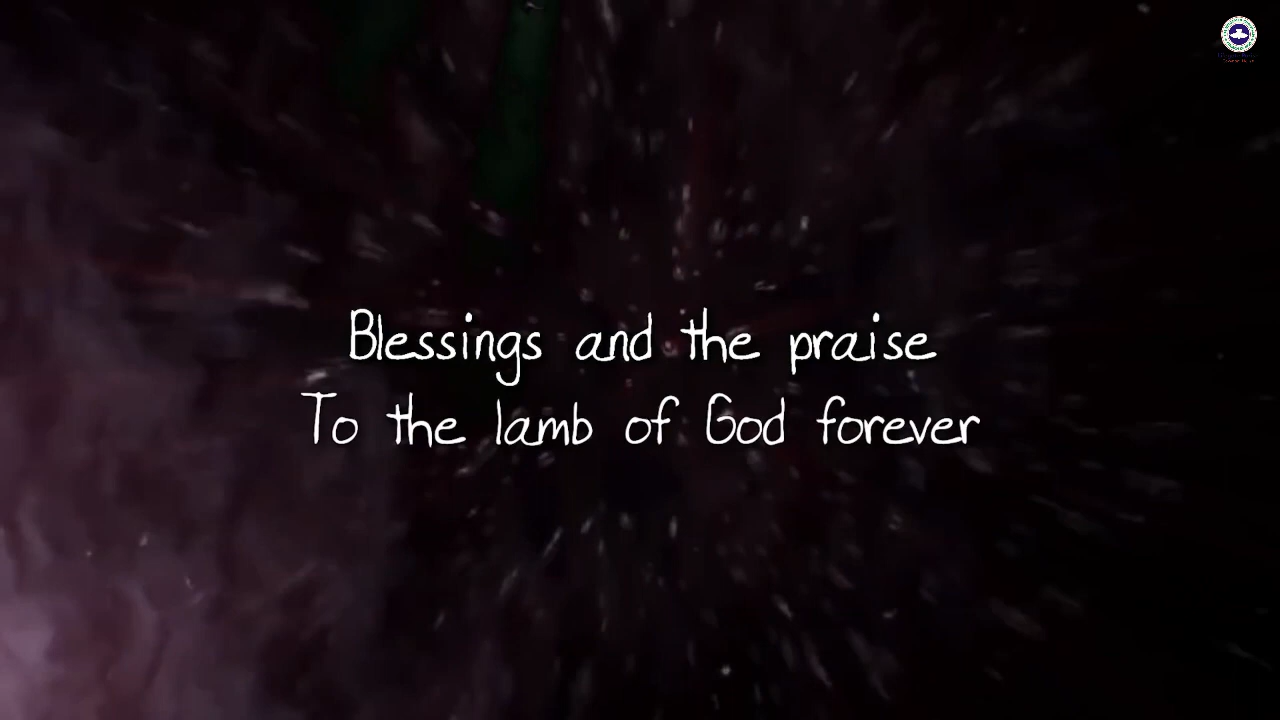 Blessings and the praise
To the lamb of God forever